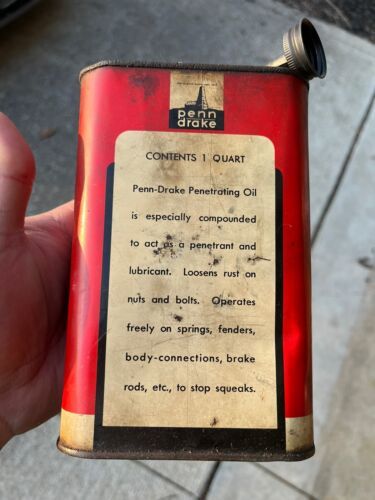 penn
drake
CONTENTS 1 QUART
Penn-Drake Penetrating Oil
is especially compounded
to act as a penetrant and
lubricant. Loosens rust on
nuts and bolts. Operates
freely on springs, fenders,
body-connections, brake
rods, etc., to stop squeaks.